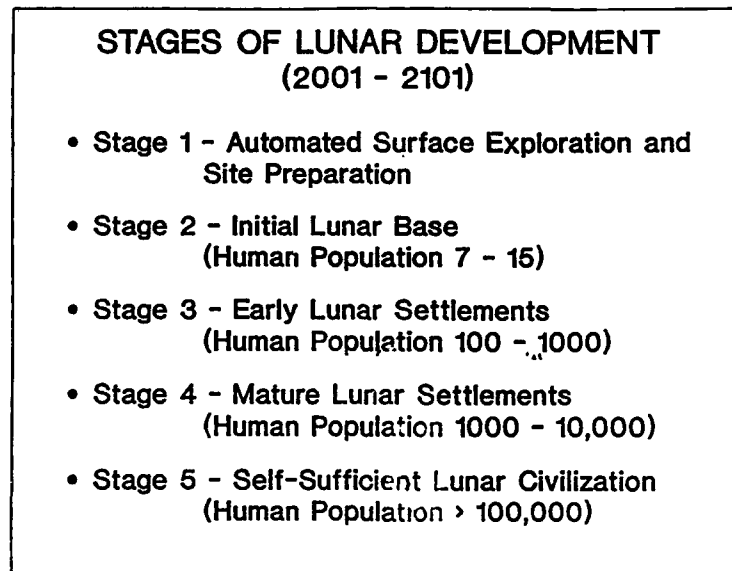 STAGES OF LUNAR DEVELOPMENT
(2001 - 2101)
• Stage 1 - Automated Surface Exploration and
Site Preparation
• Stage 2 - Initial Lunar Base
(Human Population 7 - 15)
• Stage 3 - Early Lunar Settlements
(Human Population 100 - 1000)
• Stage 4 - Mature Lunar Settlements
(Human Population 1000 - 10,000)
• Stage 5 - Self-Sufficient Lunar Civilization
(Human Population > 100,000)